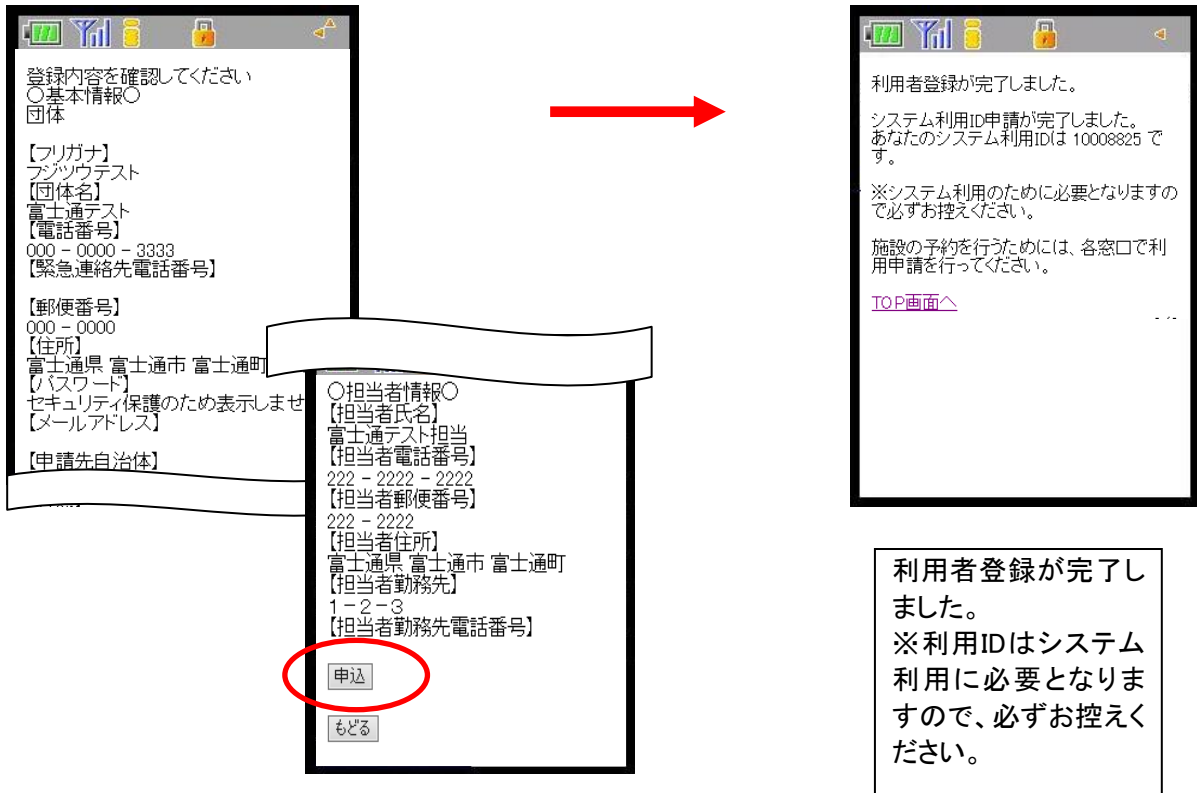 登録内容を確認してください
○基本情報○
団体
【フリガナ】
フジツウテスト
【団体名】
富士通テスト
【電話番号】
000 - 0000 - 3333
【緊急連絡先電話番号】
【郵便番号】
000 - 0000
【住所】
富士通県 富士通市 富士通町
【パスワード】
セキュリティ保護のため表示しませ
【メールアドレス】
【申請先自治体】
○担当者情報○
【担当者氏名】
富士通テスト担当
【担当者電話番号】
222 - 2222 - 2222
【担当者郵便番号】
222 - 2222
【担当者住所】
富士通県 富士通市 富士通町
【担当者勤務先】
1-2-3
【担当者勤務先電話番号】
申込
もどる
利用者登録が完了しました。
システム利用ID申請が完了しました。
あなたのシステム利用IDは 10008825 で
す。
※システム利用のために必要となりますの
で必ずお控えください。
施設の予約を行うためには、各窓口で利
用申請を行ってください。
TOP画面へ
利用者登録が完了し
ました。
※利用IDはシステム
利用に必要となりま
すので、必ずお控えく
ださい。